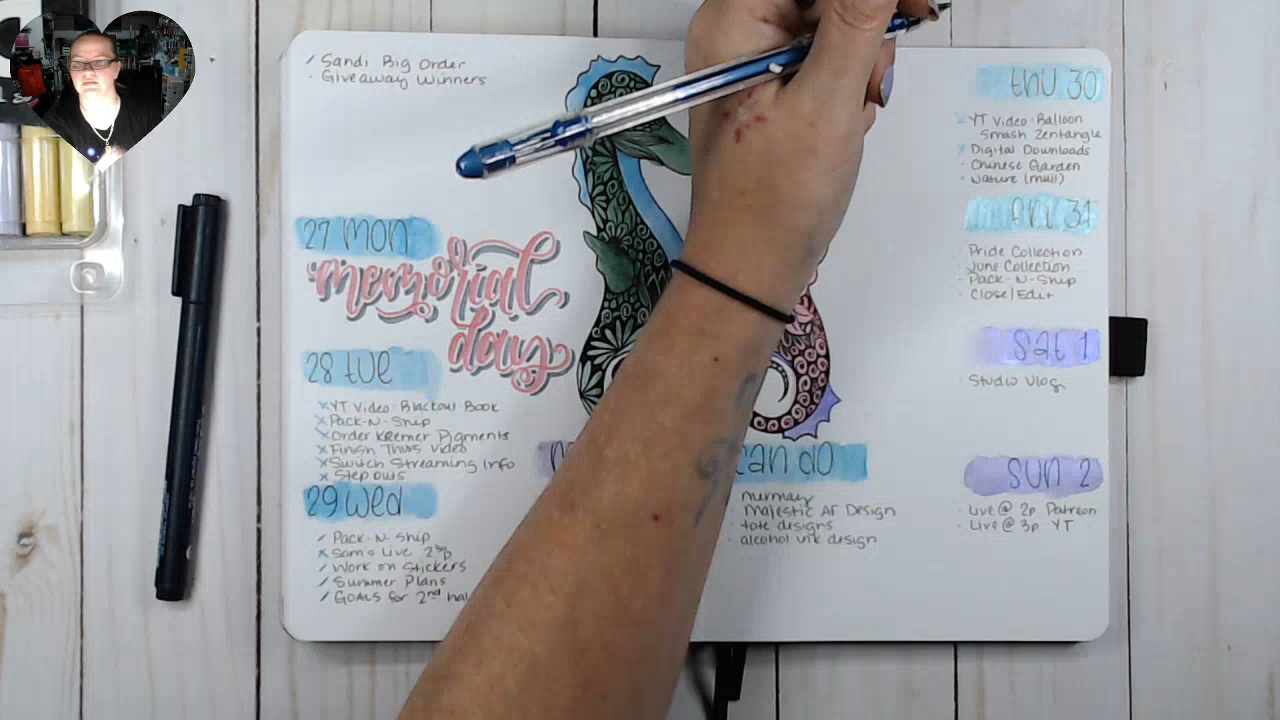 / Sandi Big Order
· Giveaway Winners
27 mon
memorial
day
28 tue
x YT Video: Blackout Book
x Pack-N-Ship
x Order Kremer Pigments
x Finish Thurs Video
x Switch Streaming Info
x Step outs
29 wed
/ Pack-N-Ship
x Sam's Live 2³⁰p
/ Work on Stickers
/ Summer Plans
/ GOALS for 2nd
can do
majestic AF Design
· tote designs
· alcohol ink design
thu 30
x YT Video: Balloon
Smash Zentangle
x Digital Downloads
· Chinese Garden
· Nature (mull)
fri 31
· Pride Collection
· June Collection
· Pack-N-Ship
· Close/Edit
sat 1
· Studio Vlog
sun 2
· Live @ 2p Patreon
· Live @ 3p YT